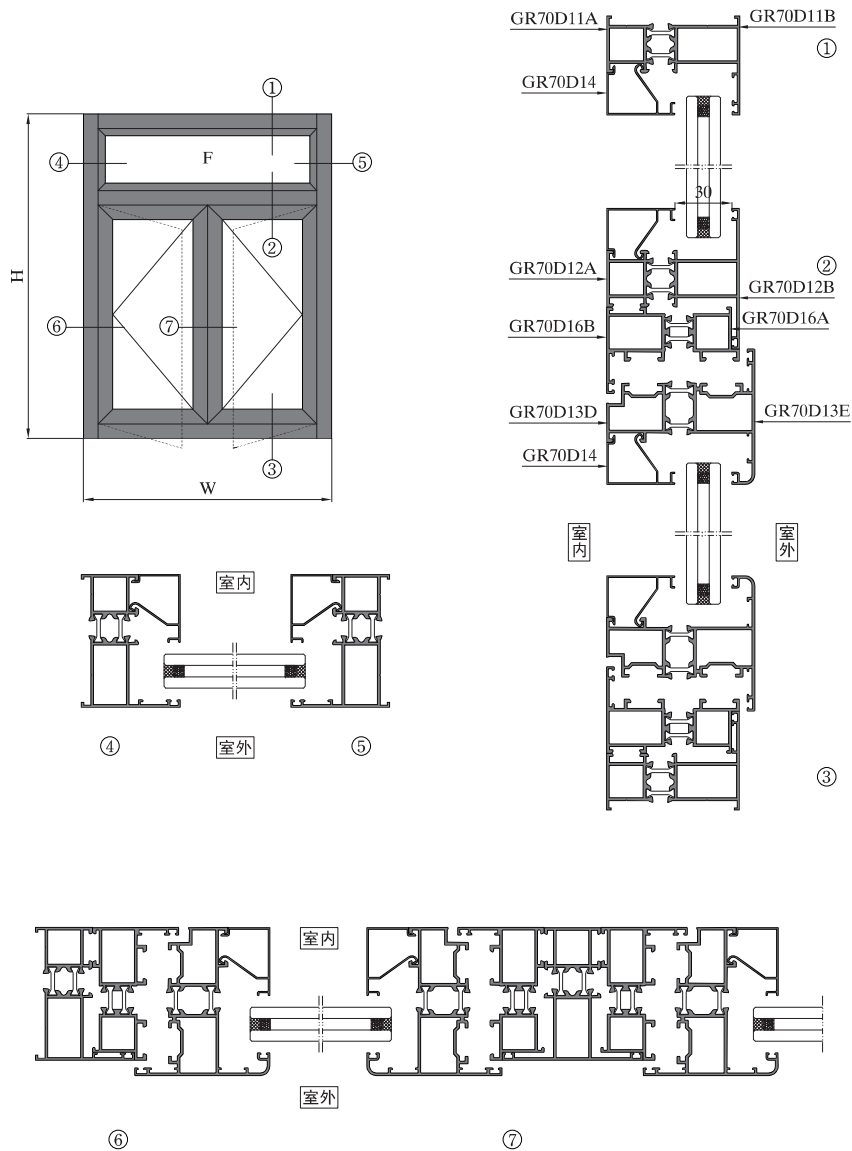 GR70D11A
GR70D11B
①
GR70D14
①
④
F
⑤
30
②
②
GR70D12A
GR70D12B
H
⑥
⑦
GR70D16B
GR70D16A
GR70D13D
GR70D13E
③
GR70D14
W
室内
室外
室内
④
室外
⑤
③
室内
室外
⑥
⑦